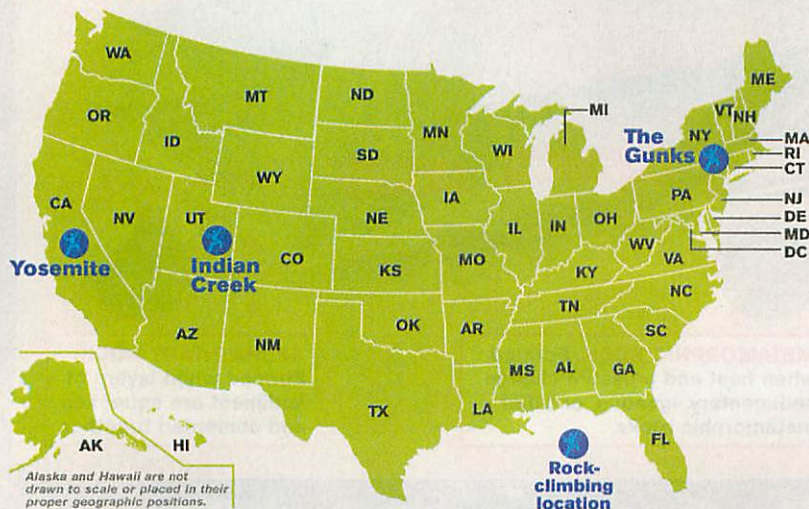 WA
MT
ND
MN
OR
ID
WY
SD
WI
MI
ME
VT
NH
NY
MA
RI
CT
The
Gunks
CA
NV
UT
CO
NE
IA
IL
IN
OH
PA
NJ
DE
MD
DC
WV
VA
Yosemite
Indian
Creek
KS
MO
KY
NC
TN
AZ
NM
OK
AR
SC
MS
AL
GA
TX
LA
FL
AK
HI
Alaska and Hawaii are not
drawn to scale or placed in their
proper geographic positions.
Rock-
climbing
location